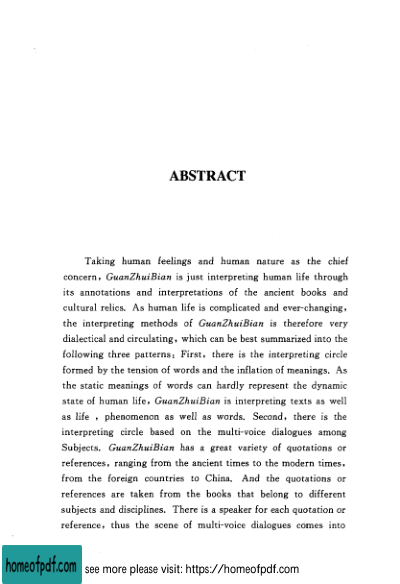 ABSTRACT
Taking human feelings and human nature as the chief
concern, GuanZhuiBian is just interpreting human life through
its annotations and interpretations of the ancient books and
cultural relics. As human life is complicated and ever-changing,
the interpreting methods of GuanZhuiBian is therefore very
dialectical and circulating, which can be best summarized into the
following three patterns: First, there is the interpreting circle
formed by the tension of words and the inflation of meanings. As
the static meanings of words can hardly represent the dynamic
state of human life, GuanZhuiBian is interpreting texts as well
as life , phenomenon as well as words. Second, there is the
interpreting circle based on the multi-voice dialogues among
Subjects. GuanZhuiBian has a great variety of quotations or
references, ranging from the ancient times to the modern times,
from the foreign countries to China. And the quotations or
references are taken from the books that belong to different
subjects and disciplines. There is a speaker for each quotation or
reference, thus the scene of multi-voice dialogues comes into
homeofpdf.com
see more please visit: https://homeofpdf.com